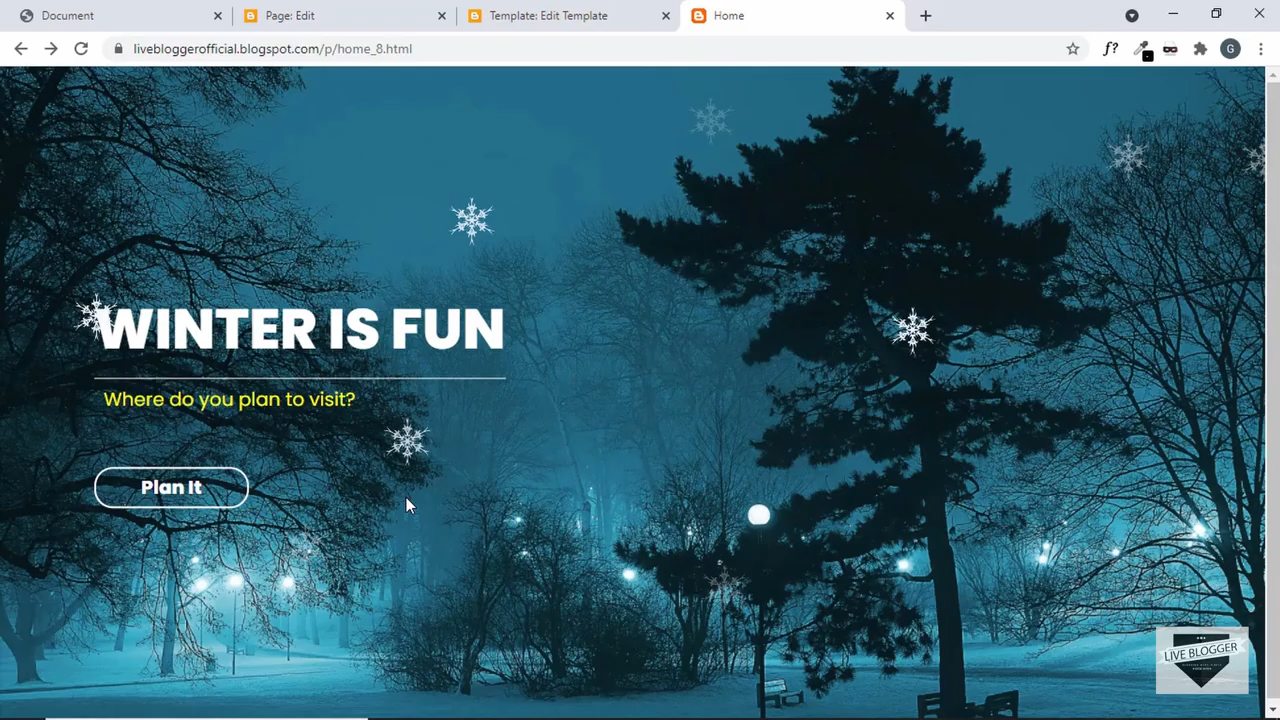 Document
Page: Edit
Template: Edit Template
Home
livebloggerofficial.blogspot.com/p/home_8.html
f?
G
WINTER IS FUN
Where do you plan to visit?
Plan It
LIVE BLOGGER